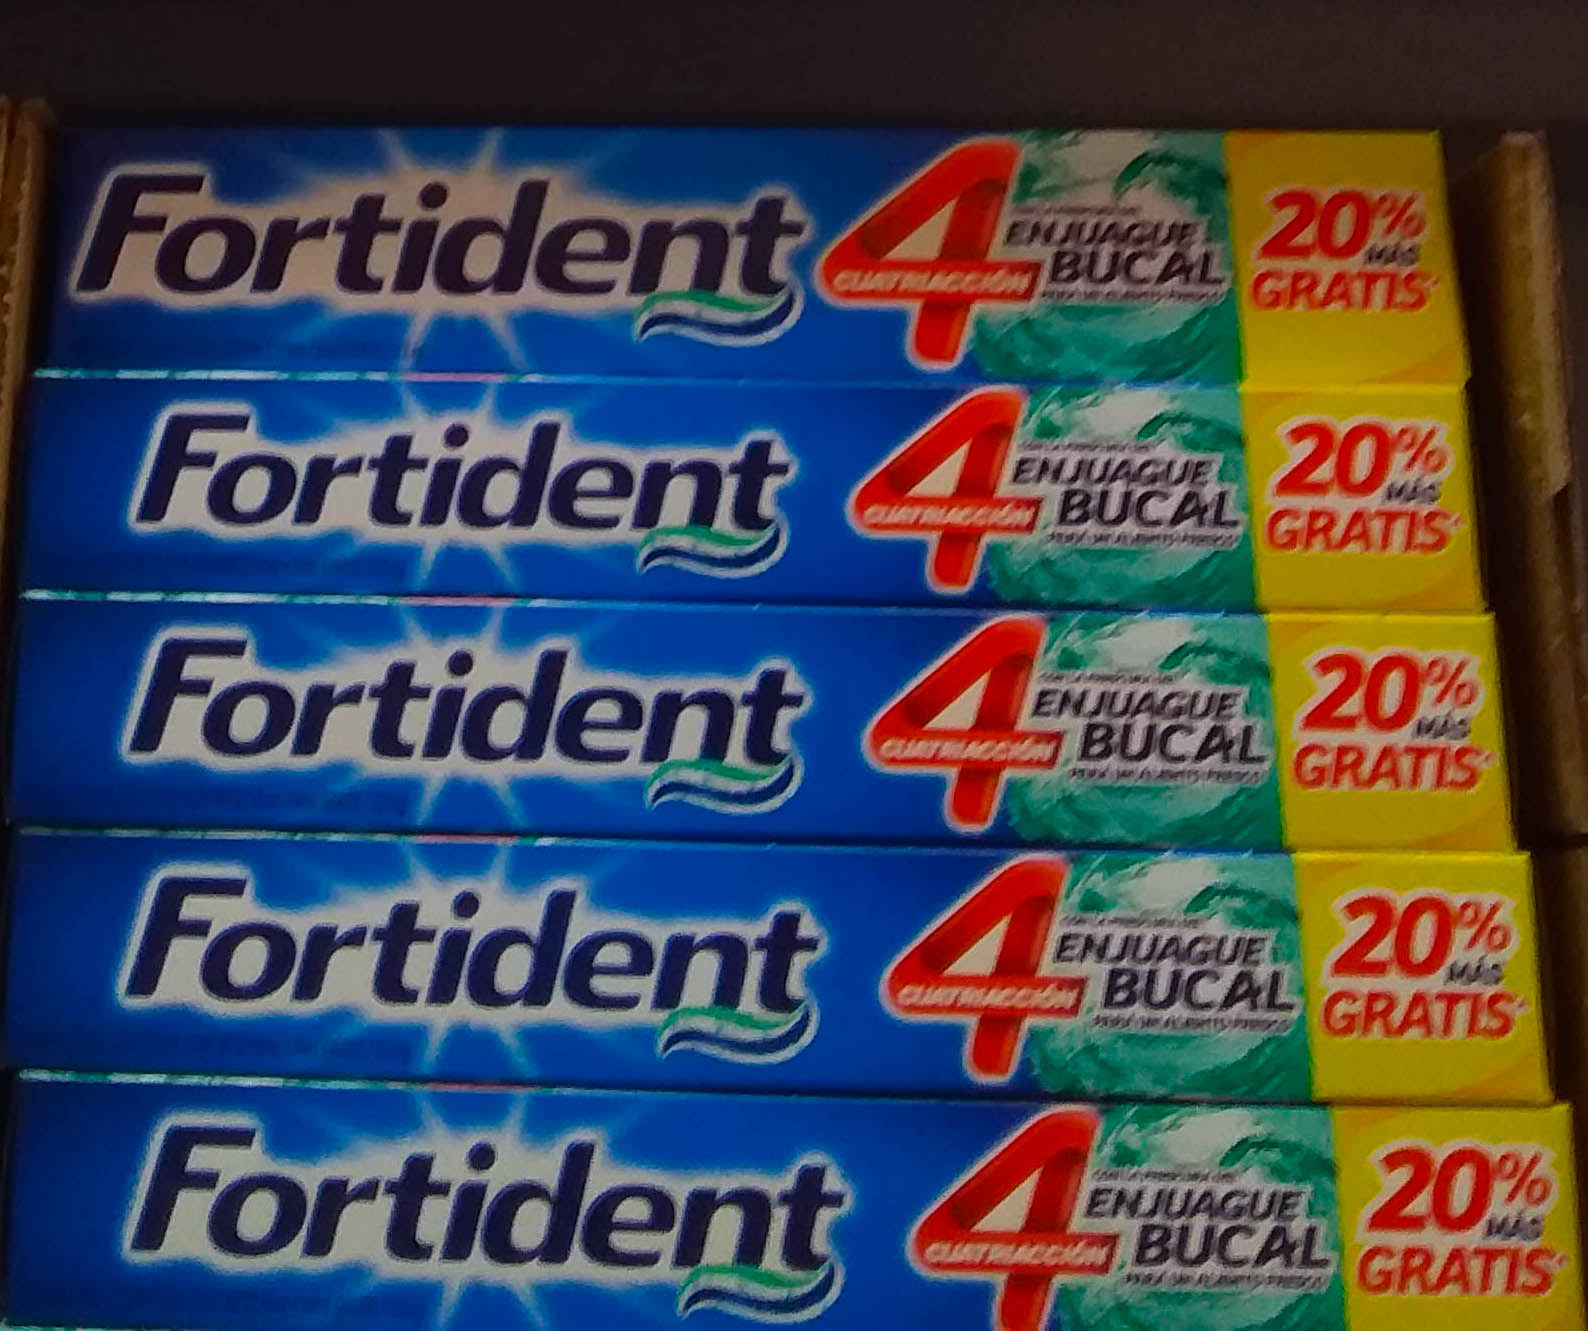 Fortident
4
CUATRIACCIÓN
ENJUAGUE
BUCAL
20%
MÁS
GRATIS*
Fortident
4
CUATRIACCIÓN
ENJUAGUE
BUCAL
20%
MÁS
GRATIS*
Fortident
4
CUATRIACCIÓN
ENJUAGUE
BUCAL
20%
MÁS
GRATIS*
Fortident
4
CUATRIACCIÓN
ENJUAGUE
BUCAL
20%
MÁS
GRATIS*
Fortident
4
CUATRIACCIÓN
ENJUAGUE
BUCAL
20%
MÁS
GRATIS*